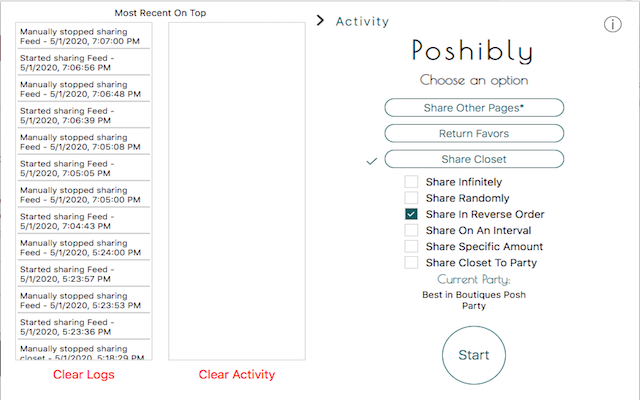 Most Recent On Top
Manually stopped sharing
Feed - 5/1/2020, 7:07:00 PM
Started sharing Feed -
5/1/2020, 7:06:56 PM
Manually stopped sharing
Feed - 5/1/2020, 7:06:48 PM
Started sharing Feed -
5/1/2020, 7:06:39 PM
Manually stopped sharing
Feed - 5/1/2020, 7:05:08 PM
Started sharing Feed -
5/1/2020, 7:05:05 PM
Manually stopped sharing
Feed - 5/1/2020, 7:05:00 PM
Started sharing Feed -
5/1/2020, 7:04:43 PM
Manually stopped sharing
Feed - 5/1/2020, 5:24:00 PM
Started sharing Feed -
5/1/2020, 5:23:57 PM
Manually stopped sharing
Feed - 5/1/2020, 5:23:53 PM
Started sharing Feed -
5/1/2020, 5:23:36 PM
Manually stopped sharing
closet - 5/1/2020, 5:18:29 PM
Clear Logs
Clear Activity
Activity
Poshibly
Choose an option
Share Other Pages*
Return Favors
Share Closet
Share Infinitely
Share Randomly
Share In Reverse Order
Share On An Interval
Share Specific Amount
Share Closet To Party
Current Party:
Best in Boutiques Posh
Party
Start